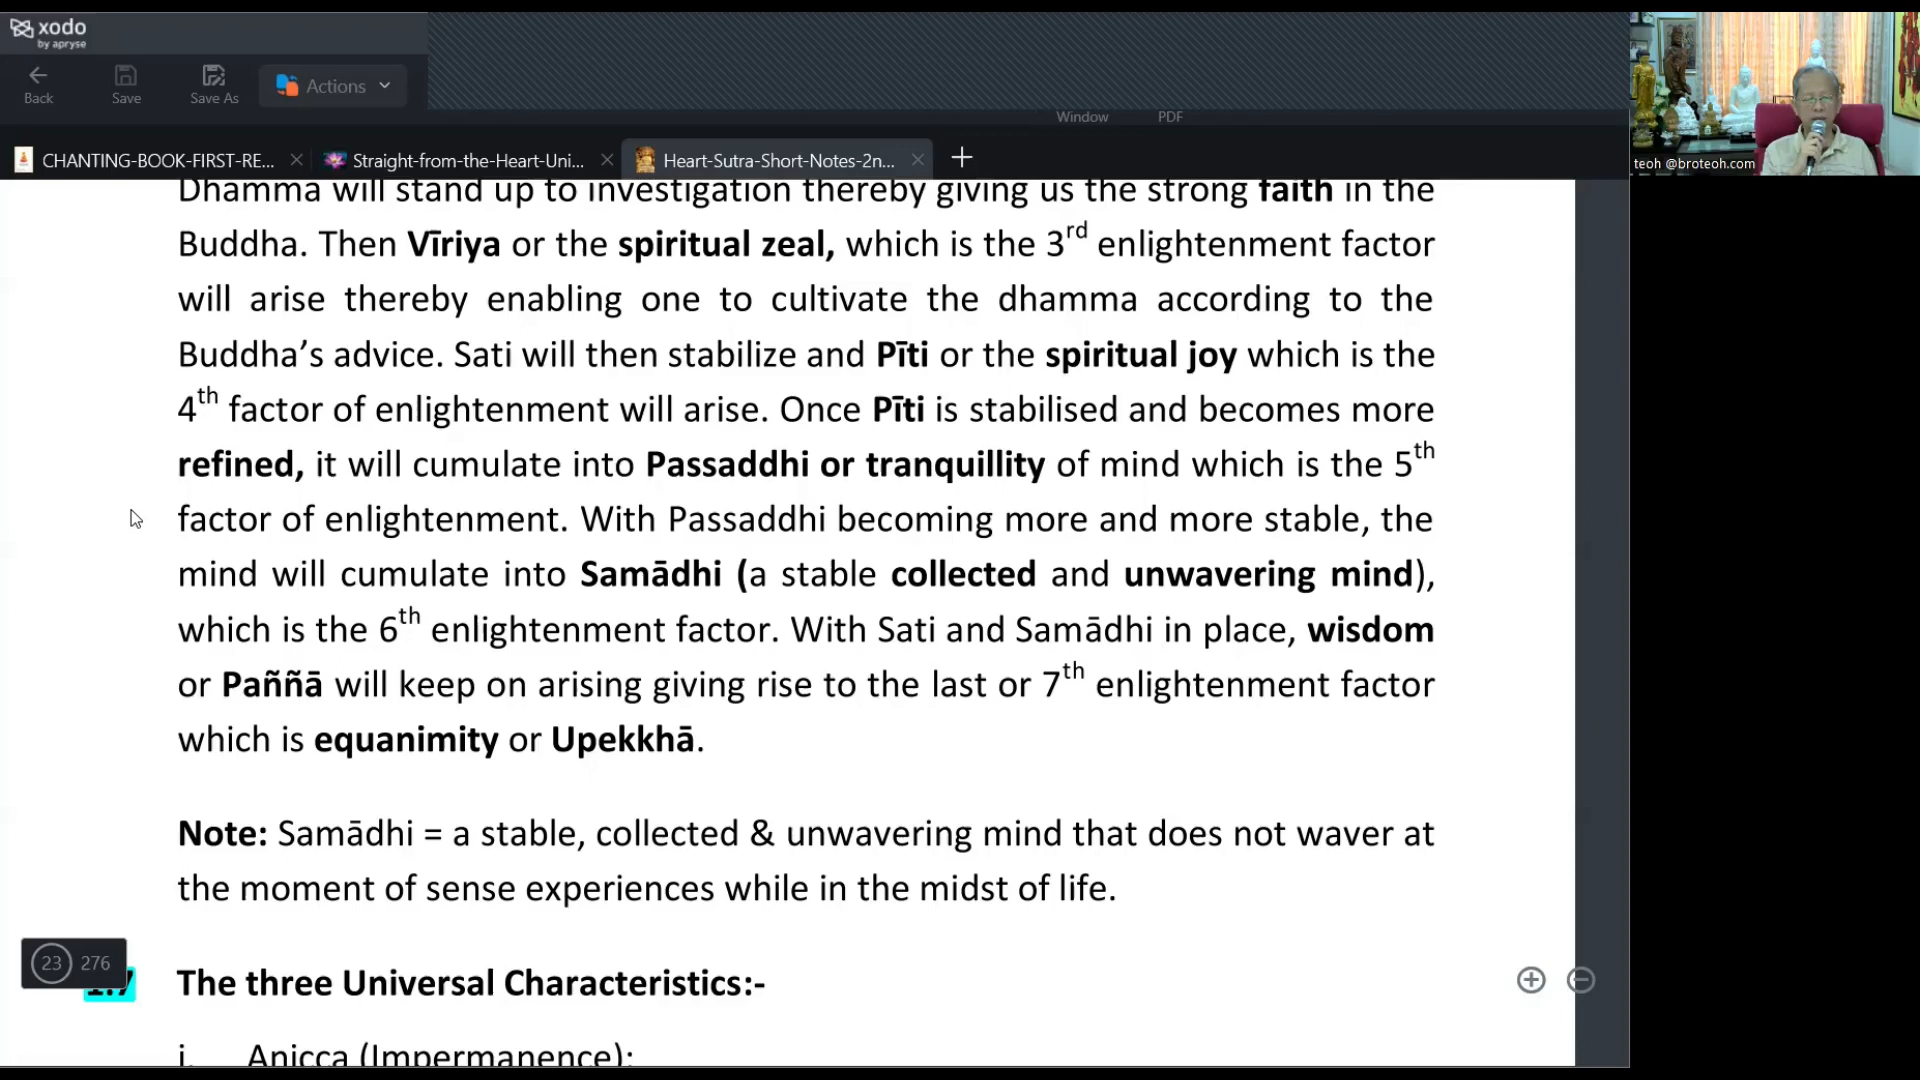 xodo
by apryse
Back
Save
Save As
Actions
Window
PDF
teoh @broteoh.com
CHANTING-BOOK-FIRST-RE...
Straight-from-the-Heart-Uni...
Heart-Sutra-Short-Notes-2n...
Dhamma will stand up to investigation thereby giving us the strong faith in the
Buddha. Then Vīriya or the spiritual zeal, which is the 3rd enlightenment factor
will arise thereby enabling one to cultivate the dhamma according to the
Buddha’s advice. Sati will then stabilize and Pīti or the spiritual joy which is the
4th factor of enlightenment will arise. Once Pīti is stabilised and becomes more
refined, it will cumulate into Passaddhi or tranquillity of mind which is the 5th
factor of enlightenment. With Passaddhi becoming more and more stable, the
mind will cumulate into Samādhi (a stable collected and unwavering mind),
which is the 6th enlightenment factor. With Sati and Samādhi in place, wisdom
or Paññā will keep on arising giving rise to the last or 7th enlightenment factor
which is equanimity or Upekkhā.
Note: Samādhi = a stable, collected & unwavering mind that does not waver at
the moment of sense experiences while in the midst of life.
23 276
1.7 The three Universal Characteristics:-
i. Anicca (Impermanence):